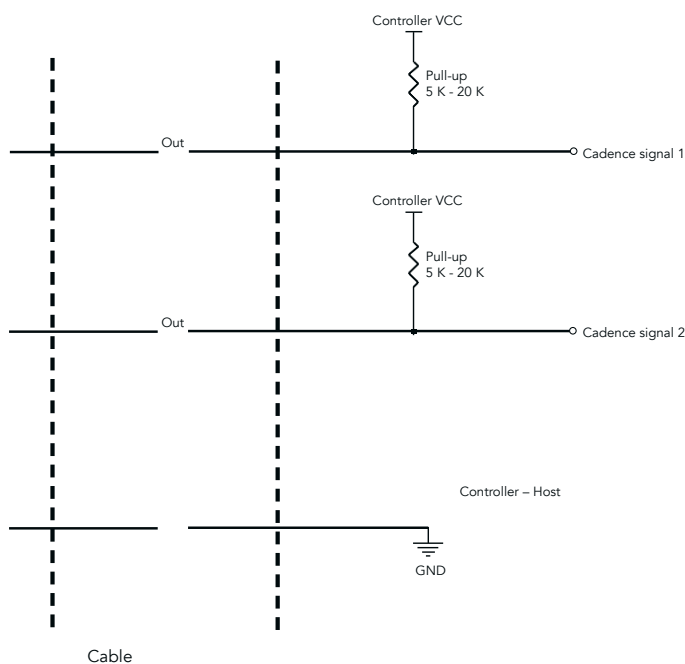 Controller VCC
Pull-up
5 K - 20 K
Out
Cadence signal 1
Controller VCC
Pull-up
5 K - 20 K
Out
Cadence signal 2
Controller – Host
GND
Cable